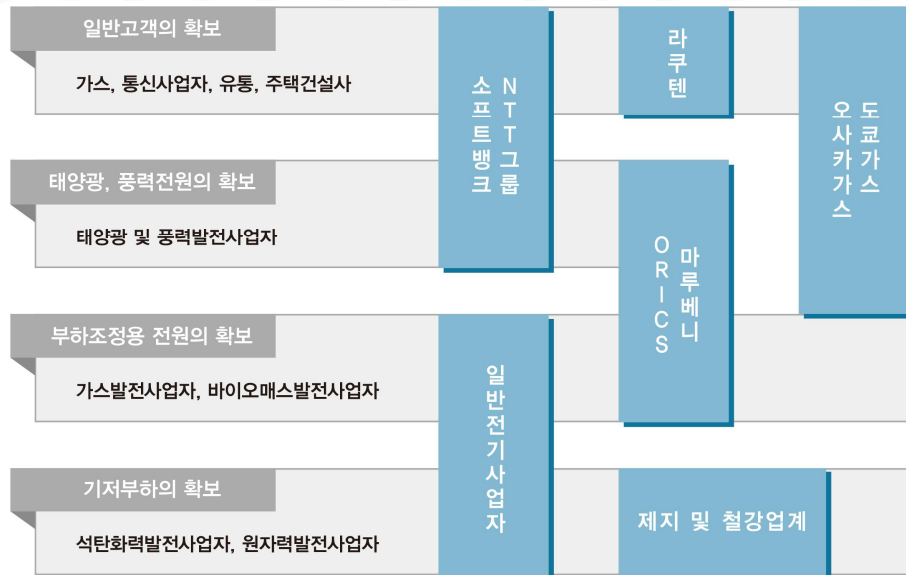 일반고객의 확보
가스, 통신사업자, 유통, 주택건설사
태양광, 풍력전원의 확보
태양광 및 풍력발전사업자
부하조정용 전원의 확보
가스발전사업자, 바이오매스발전사업자
기저부하의 확보
석탄화력발전사업자, 원자력발전사업자
NTT그룹
소프트뱅크
라쿠텐
도쿄가스
오사카가스
마루베니
ORICS
일반전기사업자
제지 및 철강업계